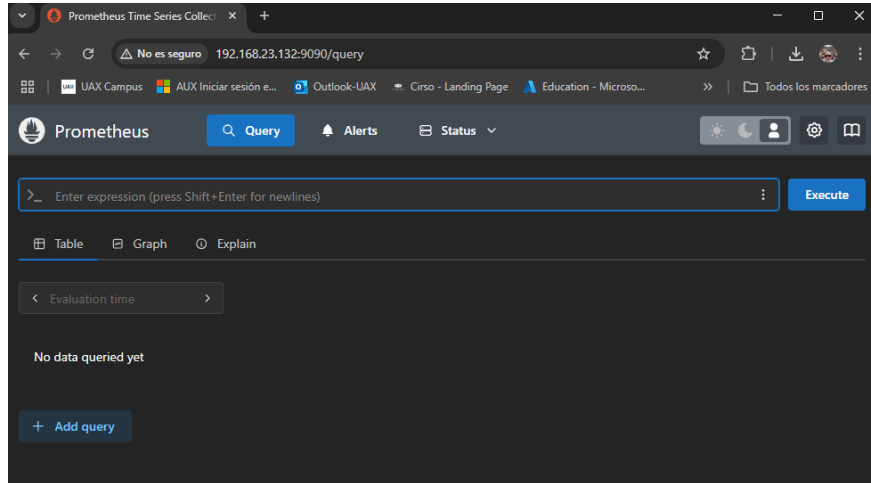 Prometheus Time Series Collect
No es seguro 192.168.23.132:9090/query
UAX UAX Campus AUX Iniciar sesión e... Outlook-UAX Cirso - Landing Page Education - Microso... » Todos los marcadores
Prometheus Query Alerts Status
>_ Enter expression (press Shift+Enter for newlines) Execute
Table Graph Explain
Evaluation time
No data queried yet
+ Add query